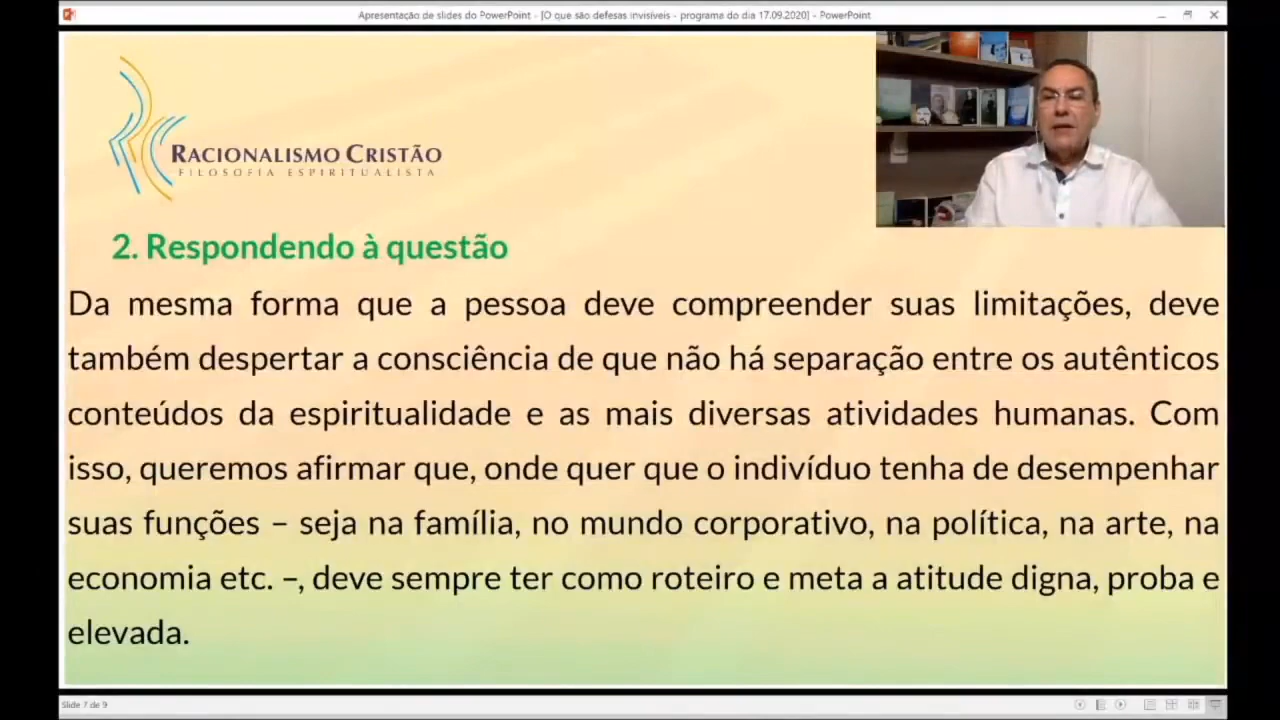 Apresentação de slides do PowerPoint - [O que são defesas invisíveis - programa do dia 17.09.2020] - PowerPoint
RACIONALISMO CRISTÃO
FILOSOFIA ESPIRITUALISTA
2. Respondendo à questão
Da mesma forma que a pessoa deve compreender suas limitações, deve
também despertar a consciência de que não há separação entre os autênticos
conteúdos da espiritualidade e as mais diversas atividades humanas. Com
isso, queremos afirmar que, onde quer que o indivíduo tenha de desempenhar
suas funções – seja na família, no mundo corporativo, na política, na arte, na
economia etc. –, deve sempre ter como roteiro e meta a atitude digna, proba e
elevada.
Slide 7 de 9